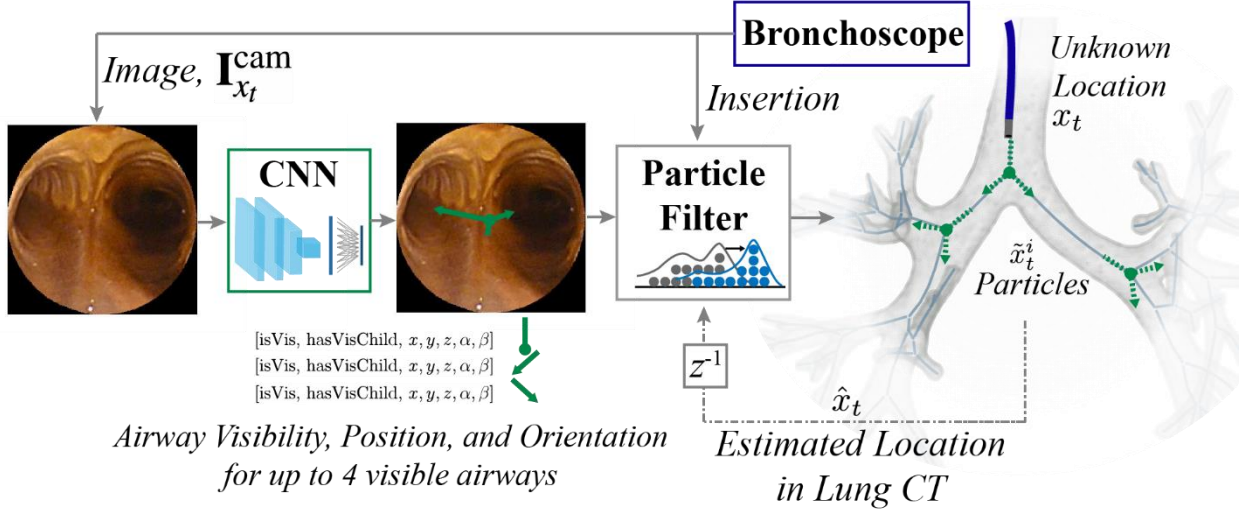 Bronchoscope
Image, I^cam_{x_t}
Insertion
Unknown
Location
x_t
CNN
Particle
Filter
x̃^i_t
Particles
[isVis, hasVisChild, x, y, z, α, β]
[isVis, hasVisChild, x, y, z, α, β]
[isVis, hasVisChild, x, y, z, α, β]
z^{-1}
x̂_t
Airway Visibility, Position, and Orientation
for up to 4 visible airways
Estimated Location
in Lung CT